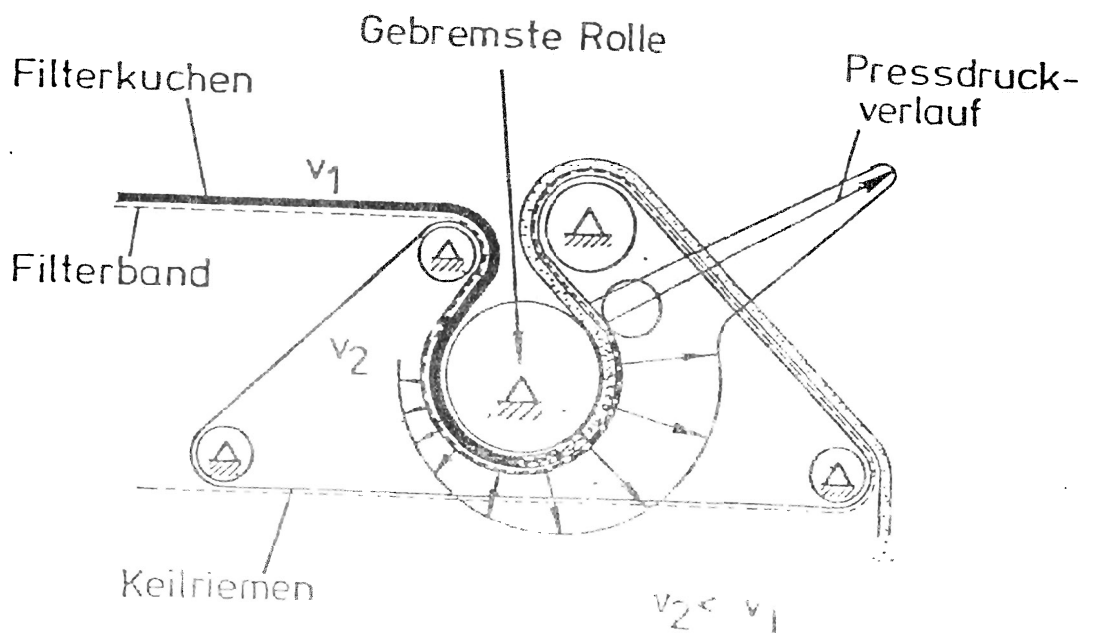 Gebremste Rolle
Filterkuchen
Pressdruck-
verlauf
v1
Filterband
v2
Keilriemen
v2 < v1